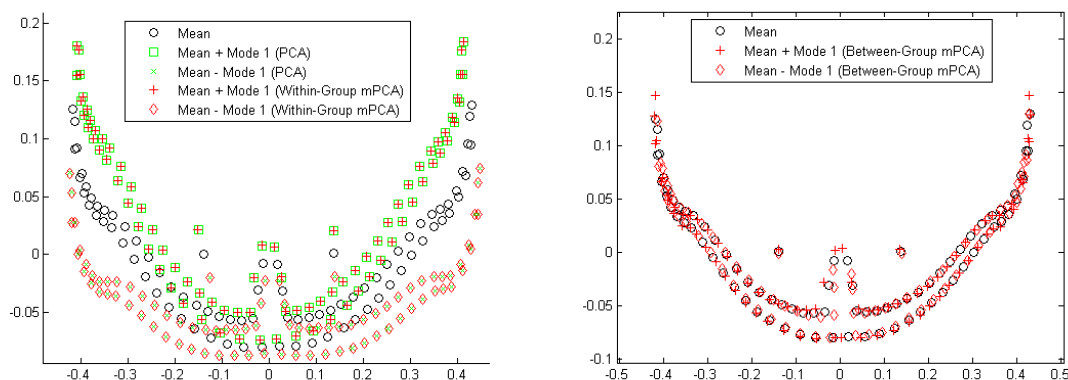 0.2
0.15
0.1
0.05
0
-0.05
-0.4 -0.3 -0.2 -0.1 0 0.1 0.2 0.3 0.4
Mean
Mean + Mode 1 (PCA)
Mean - Mode 1 (PCA)
Mean + Mode 1 (Within-Group mPCA)
Mean - Mode 1 (Within-Group mPCA)
0.2
0.15
0.1
0.05
0
-0.05
-0.1
-0.5 -0.4 -0.3 -0.2 -0.1 0 0.1 0.2 0.3 0.4 0.5
Mean
Mean + Mode 1 (Between-Group mPCA)
Mean - Mode 1 (Between-Group mPCA)